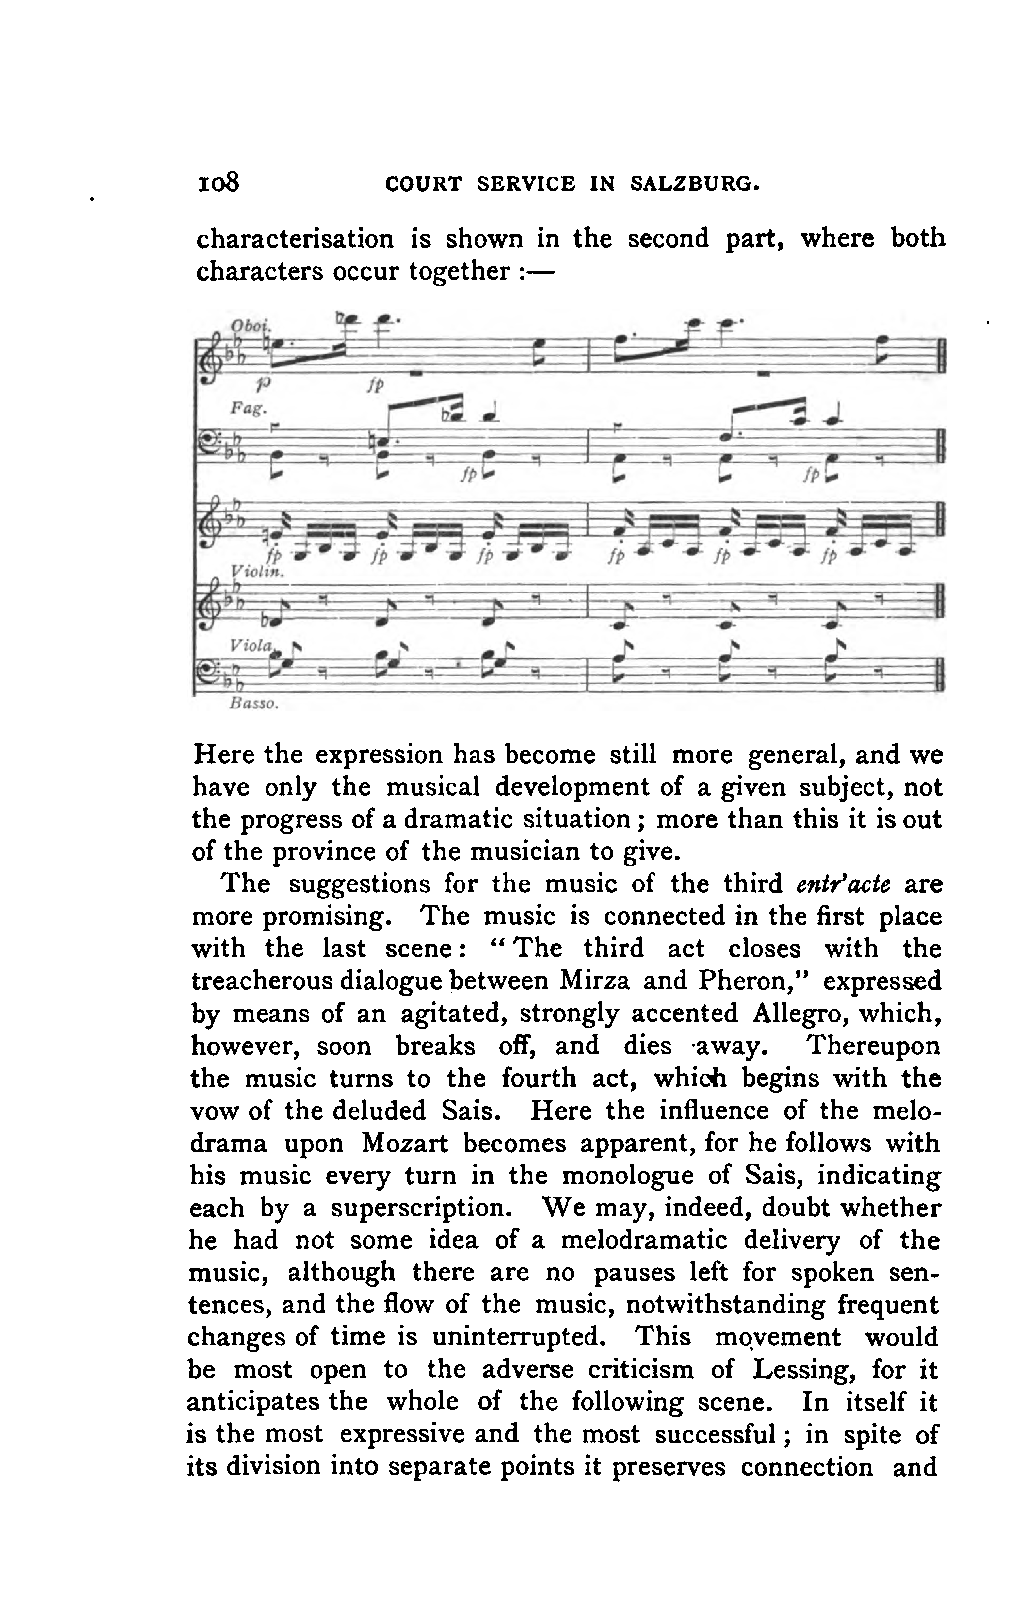 108 COURT SERVICE IN SALZBURG.
characterisation is shown in the second part, where both
characters occur together :—
Oboi.
p fp
Fag.
fp fp
fp fp fp fp fp fp
Violin.
Viola.
Basso.
Here the expression has become still more general, and we
have only the musical development of a given subject, not
the progress of a dramatic situation ; more than this it is out
of the province of the musician to give.
The suggestions for the music of the third entr'acte are
more promising. The music is connected in the first place
with the last scene : " The third act closes with the
treacherous dialogue between Mirza and Pheron," expressed
by means of an agitated, strongly accented Allegro, which,
however, soon breaks off, and dies away. Thereupon
the music turns to the fourth act, which begins with the
vow of the deluded Sais. Here the influence of the melo-
drama upon Mozart becomes apparent, for he follows with
his music every turn in the monologue of Sais, indicating
each by a superscription. We may, indeed, doubt whether
he had not some idea of a melodramatic delivery of the
music, although there are no pauses left for spoken sen-
tences, and the flow of the music, notwithstanding frequent
changes of time is uninterrupted. This movement would
be most open to the adverse criticism of Lessing, for it
anticipates the whole of the following scene. In itself it
is the most expressive and the most successful ; in spite of
its division into separate points it preserves connection and